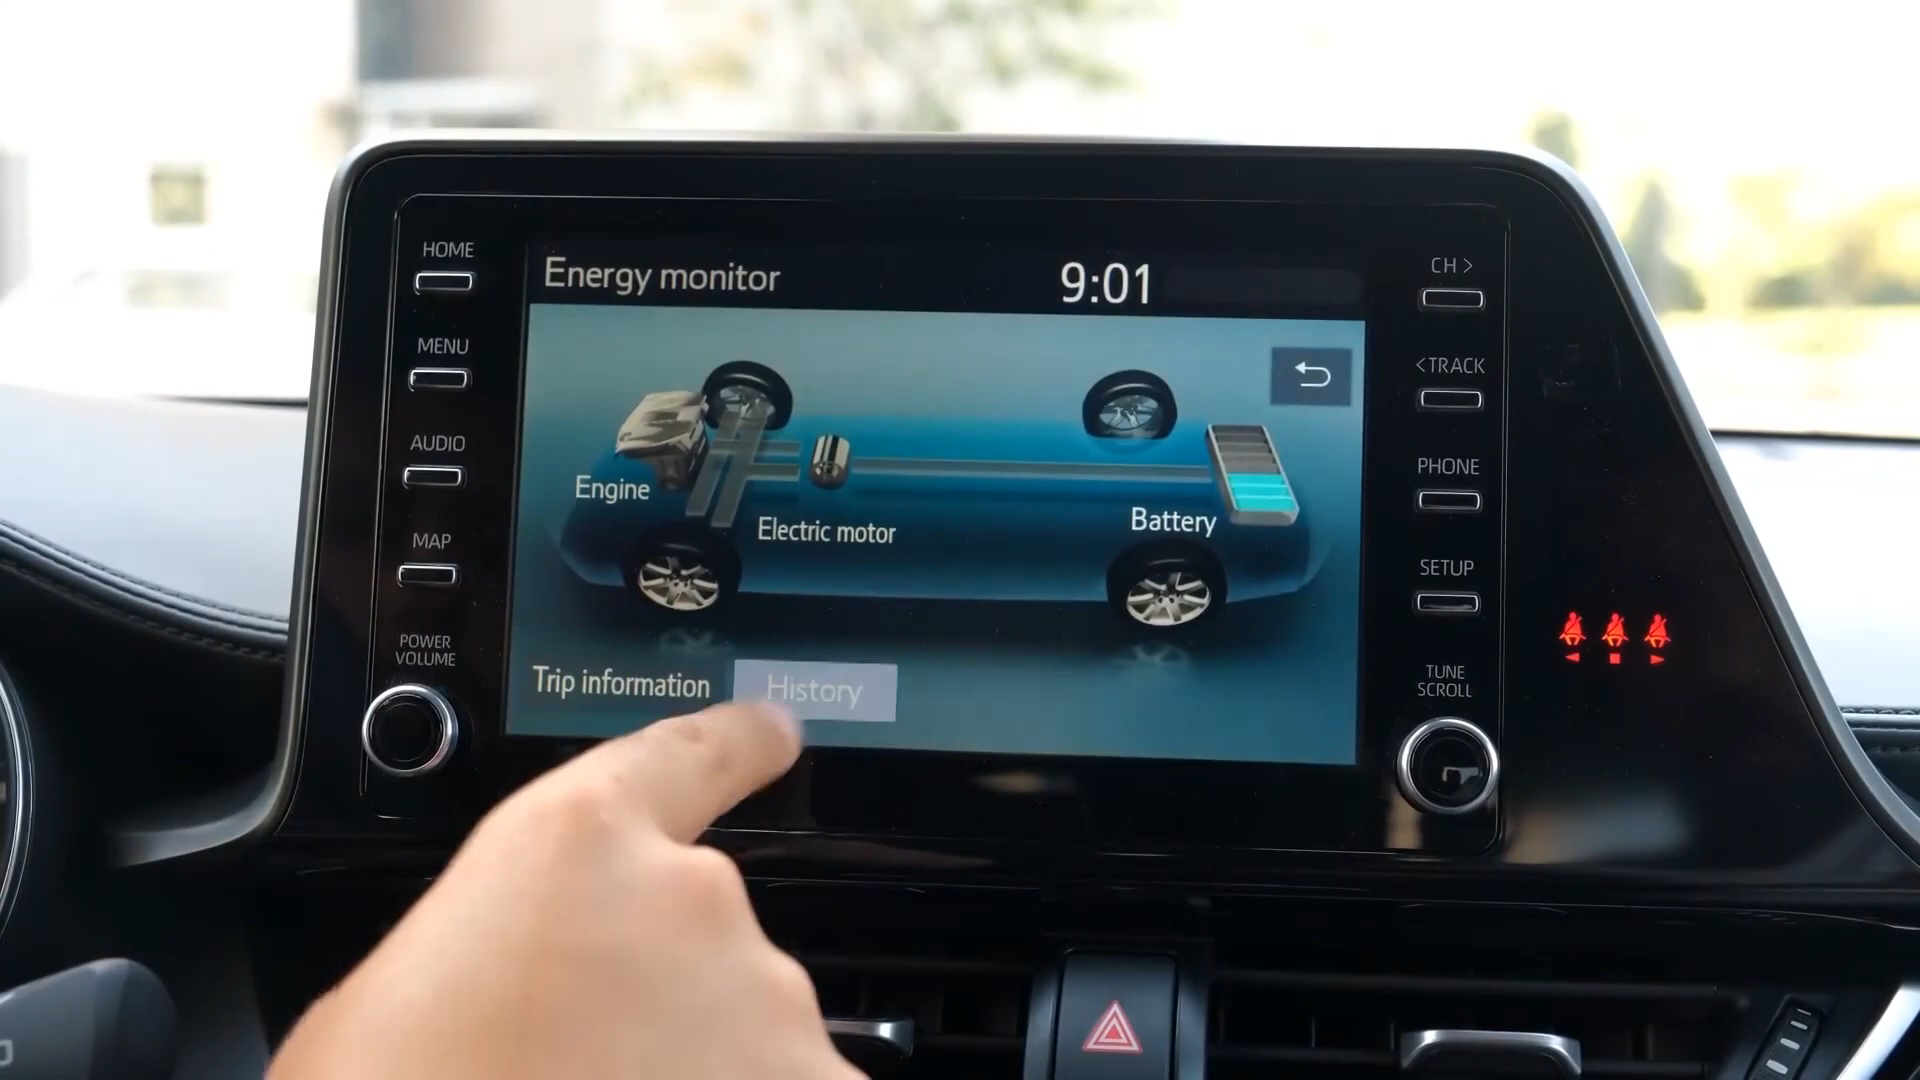 HOME
MENU
AUDIO
MAP
POWER
VOLUME
Energy monitor
9:01
Engine
Electric motor
Battery
Trip information
History
CH >
<TRACK
PHONE
SETUP
TUNE
SCROLL